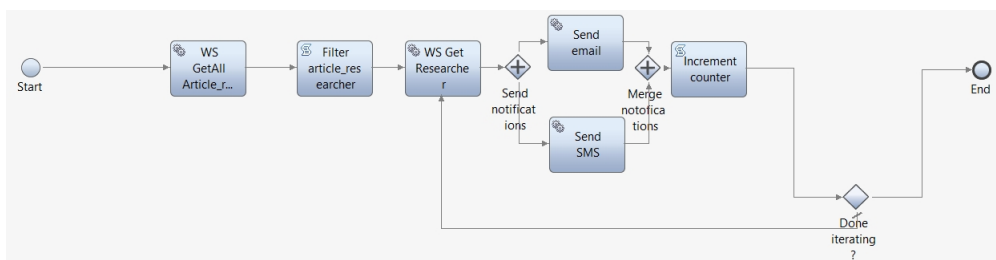 Start
WS
GetAll
Article_r...
Filter
article_res
earcher
WS Get
Researche
r
Send
notificat
ions
Send
email
Send
SMS
Merge
notofica
tions
Increment
counter
Done
iterating
?
End